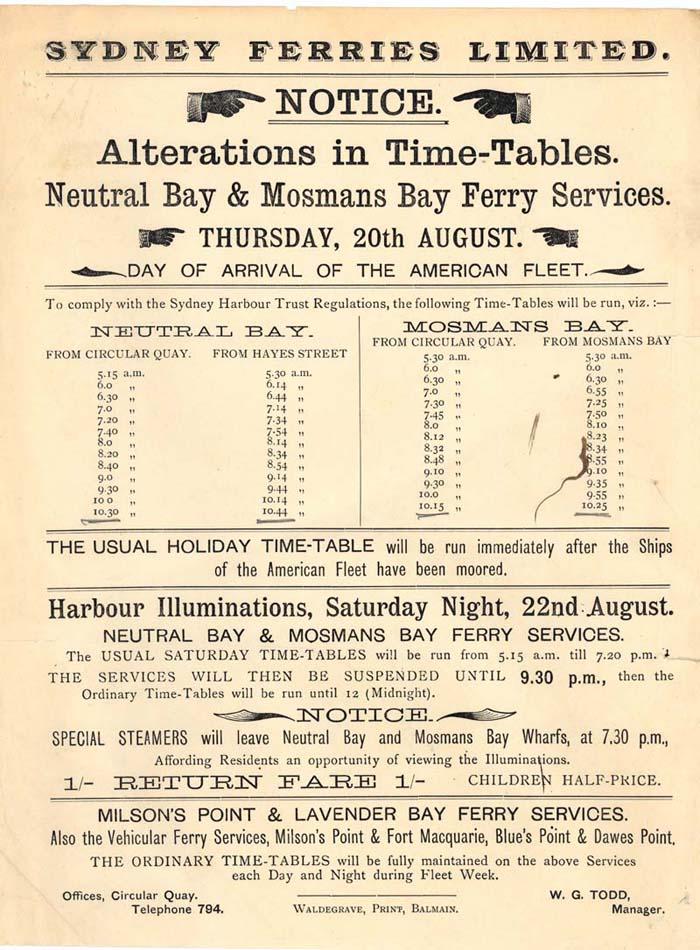 SYDNEY FERRIES LIMITED.
NOTICE.
Alterations in Time-Tables.
Neutral Bay & Mosmans Bay Ferry Services.
THURSDAY, 20th AUGUST.
DAY OF ARRIVAL OF THE AMERICAN FLEET.
To comply with the Sydney Harbour Trust Regulations, the following Time-Tables will be run, viz. :—
NEUTRAL BAY.
FROM CIRCULAR QUAY. FROM HAYES STREET
5.15 a.m. 5.30 a.m.
6.0 „ 6.14 „
6.30 „ 6.44 „
7.0 „ 7.14 „
7.20 „ 7.34 „
7.40 „ 7.54 „
8.0 „ 8.14 „
8.20 „ 8.34 „
8.40 „ 8.54 „
9.0 „ 9.14 „
9.30 „ 9.44 „
10 0 „ 10.14 „
10.30 „ 10.44 „
MOSMANS BAY.
FROM CIRCULAR QUAY. FROM MOSMANS BAY
5.30 a.m. 5.30 a.m.
6.0 „ 6.0 „
6.30 „ 6.30 „
7.0 „ 6.55 „
7.30 „ 7.25 „
7.45 „ 7.50 „
8.0 „ 8.10 „
8.12 „ 8.23 „
8.32 „ 8.34 „
8.48 „ 8.55 „
9.10 „ 9.10 „
9.30 „ 9.35 „
10.0 „ 9.55 „
10.15 „ 10.25 „
THE USUAL HOLIDAY TIME-TABLE will be run immediately after the Ships
of the American Fleet have been moored.
Harbour Illuminations, Saturday Night, 22nd August.
NEUTRAL BAY & MOSMANS BAY FERRY SERVICES.
The USUAL SATURDAY TIME-TABLES will be run from 5.15 a.m. till 7.20 p.m.
THE SERVICES WILL THEN BE SUSPENDED UNTIL 9.30 p.m., then the
Ordinary Time-Tables will be run until 12 (Midnight).
NOTICE.
SPECIAL STEAMERS will leave Neutral Bay and Mosmans Bay Wharfs, at 7.30 p.m.,
Affording Residents an opportunity of viewing the Illuminations.
1/- RETURN FARE 1/- CHILDREN HALF-PRICE.
MILSON'S POINT & LAVENDER BAY FERRY SERVICES.
Also the Vehicular Ferry Services, Milson's Point & Fort Macquarie, Blue's Point & Dawes Point.
THE ORDINARY TIME-TABLES will be fully maintained on the above Services
each Day and Night during Fleet Week.
Offices, Circular Quay.
Telephone 794.
WALDEGRAVE, PRINT, BALMAIN.
W. G. TODD,
Manager.